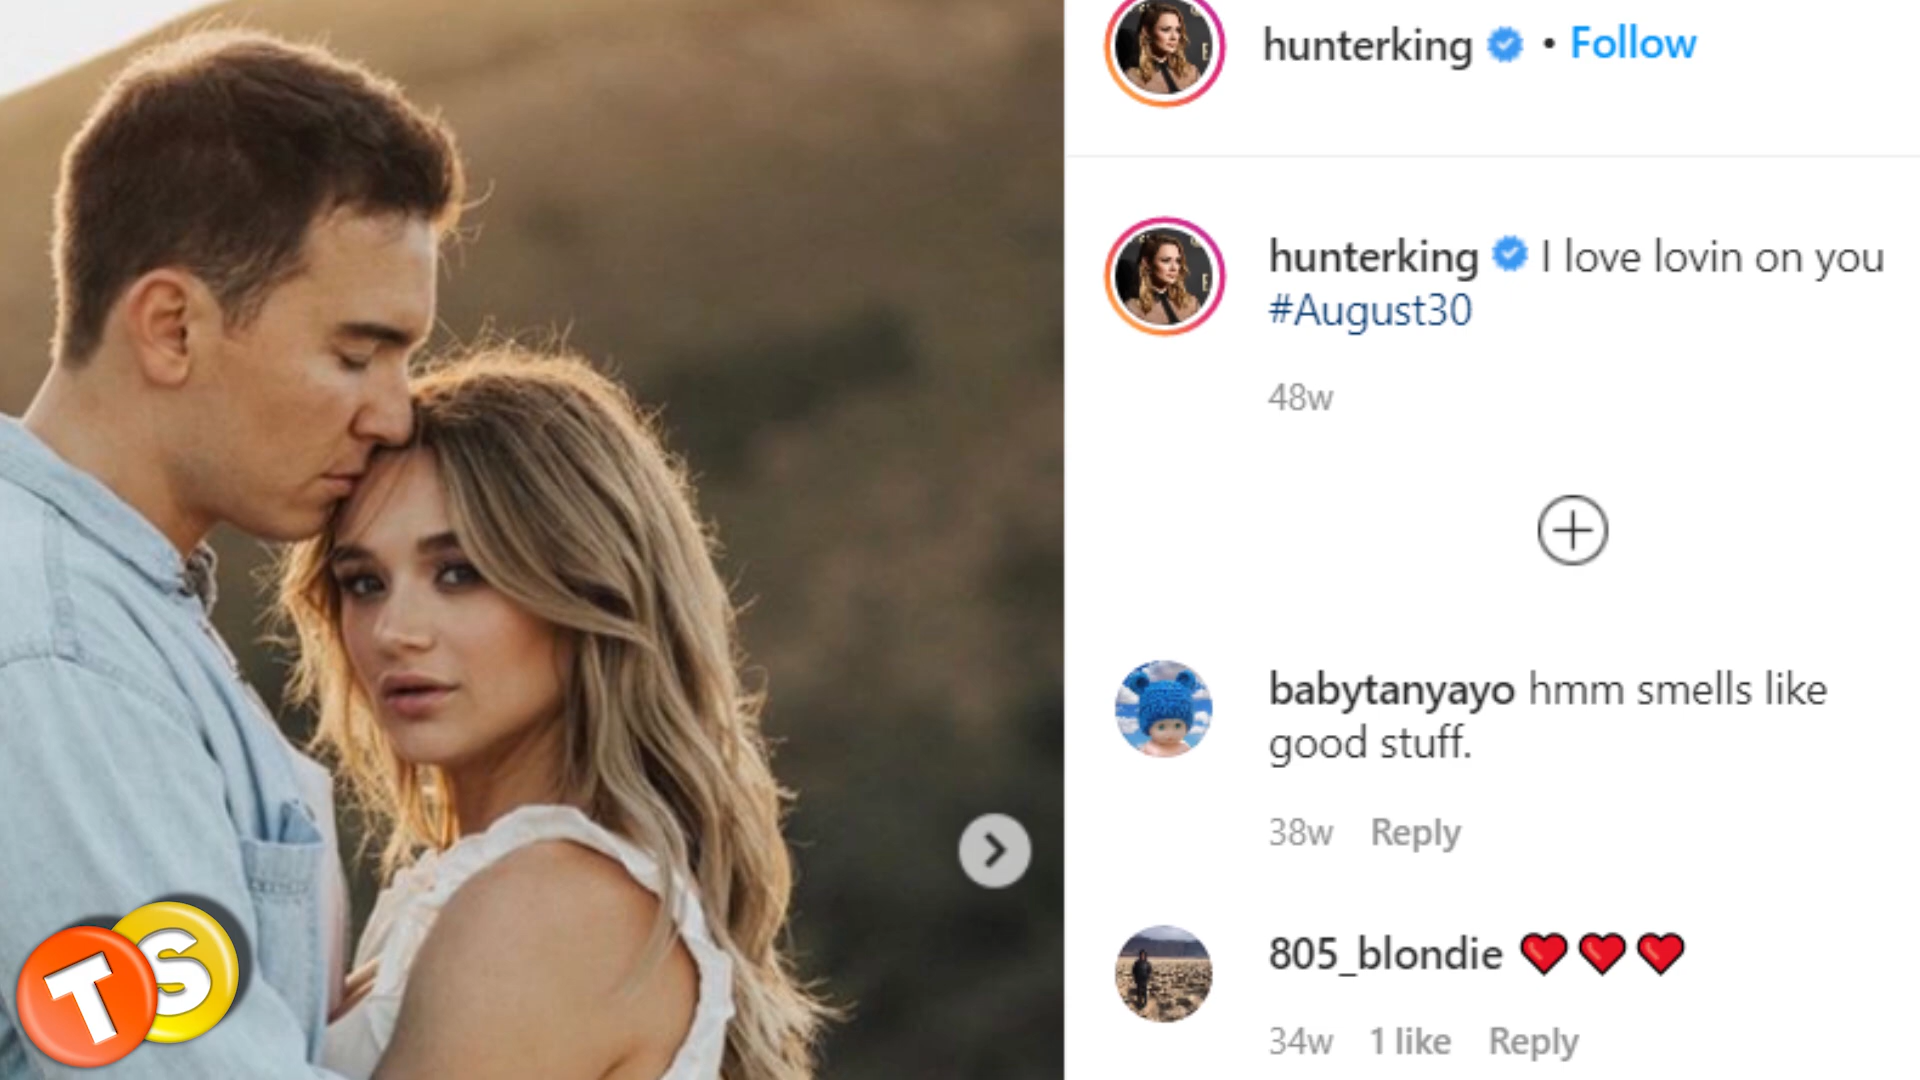 hunterking • Follow
hunterking I love lovin on you
#August30
48w
babytanyayo hmm smells like
good stuff.
38w Reply
805_blondie ❤️❤️❤️
34w 1 like Reply
TS